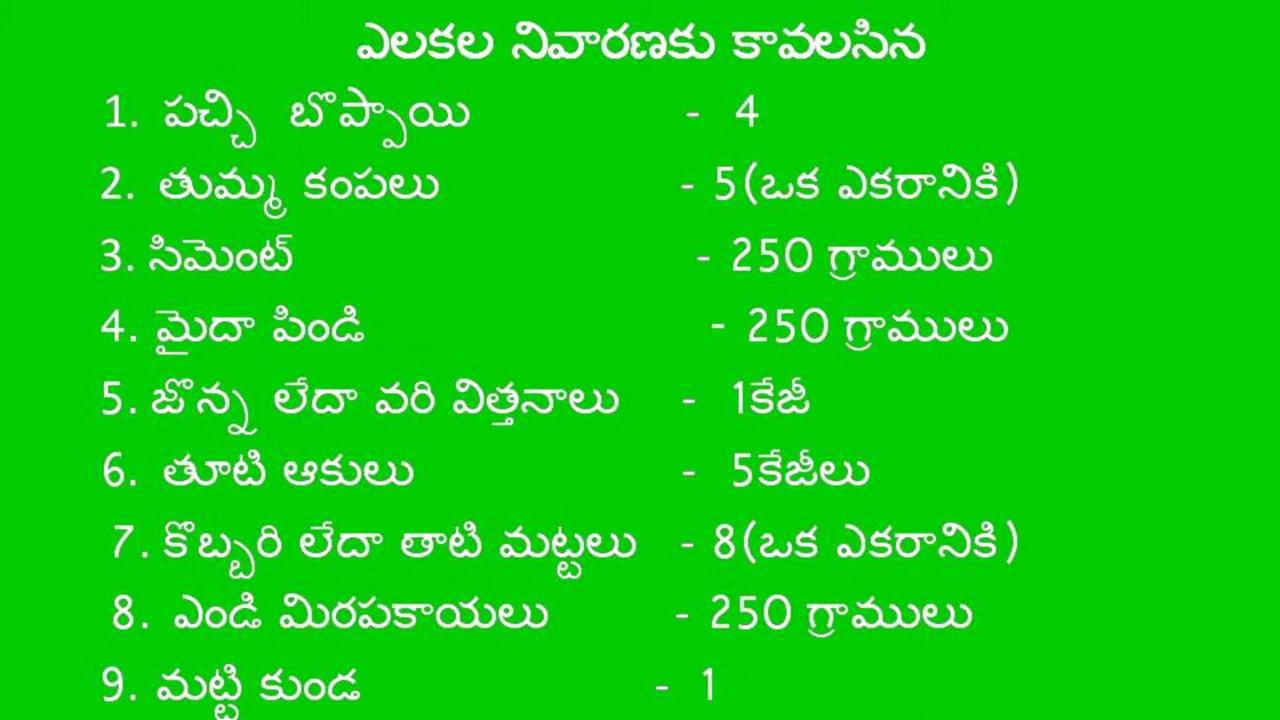 ఎలకల నివారణకు కావలసిన
1. పచ్చి బొప్పాయి - 4
2. తుమ్మ కంపలు - 5(ఒక ఎకరానికి)
3. సిమెంట్ - 250 గ్రాములు
4. మైదా పిండి - 250 గ్రాములు
5. జొన్న లేదా వరి విత్తనాలు - 1కేజీ
6. తూటి ఆకులు - 5కేజీలు
7. కొబ్బరి లేదా తాటి మట్టలు - 8(ఒక ఎకరానికి)
8. ఎండి మిరపకాయలు - 250 గ్రాములు
9. మట్టి కుండ - 1